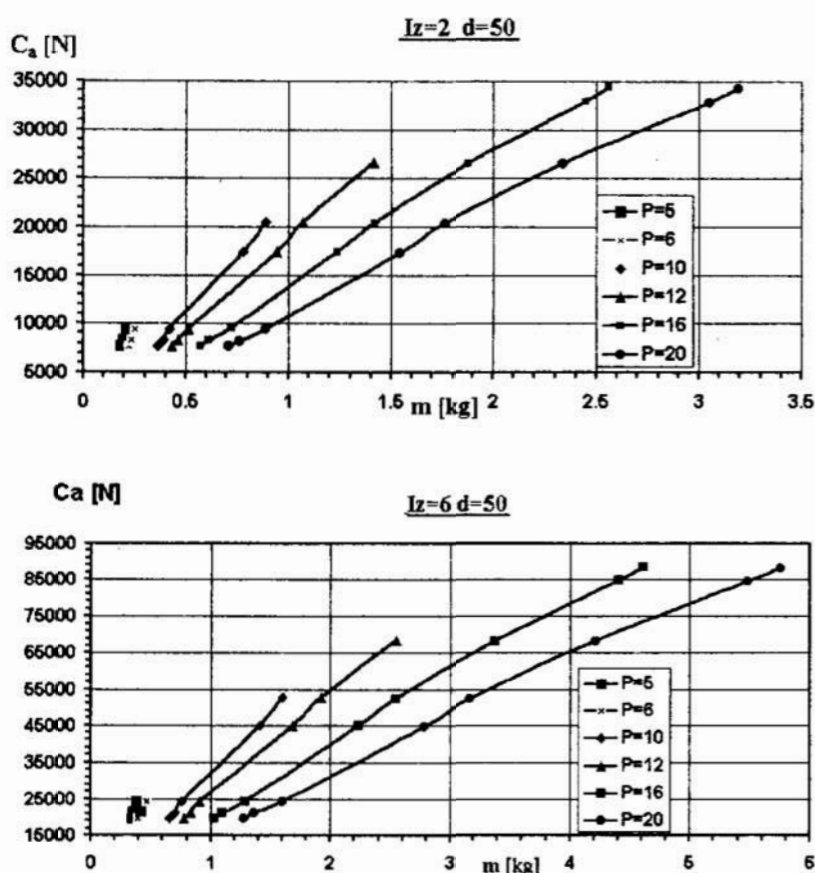 Iz=2 d=50
Cₐ [N]
35000
30000
25000
20000
15000
10000
5000
0 0.5 1 1.5 2 2.5 3 3.5
m [kg]
P=5
P=6
P=10
P=12
P=16
P=20
Ca [N]
Iz=6 d=50
95000
85000
75000
65000
55000
45000
35000
25000
15000
0 1 2 3 4 5 6
m [kg]
P=5
P=6
P=10
P=12
P=16
P=20